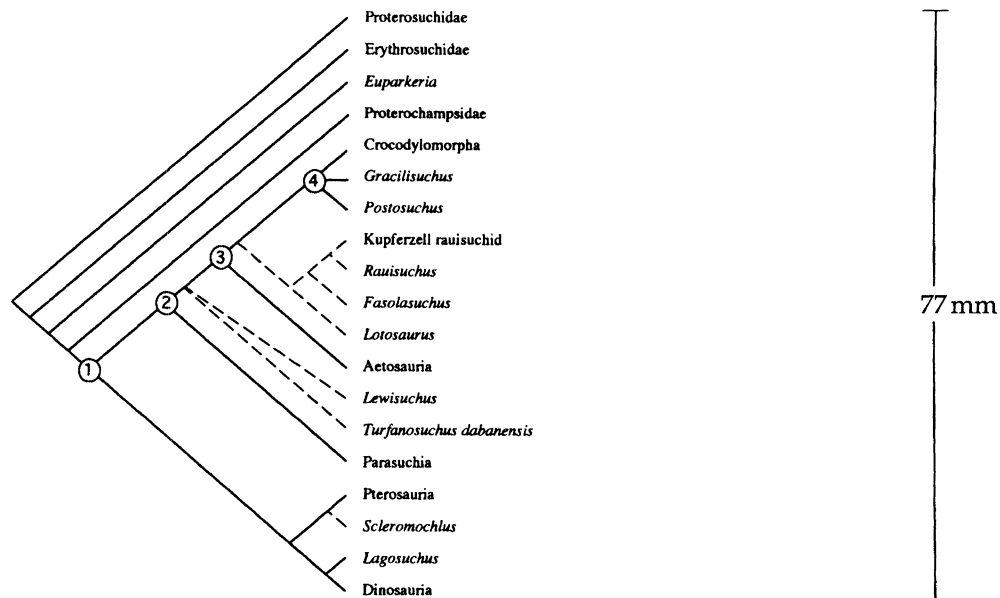 Proterosuchidae
Erythrosuchidae
Euparkeria
Proterochampsidae
Crocodylomorpha
4
Gracilisuchus
Postosuchus
Kupferzell rauisuchid
3
Rauisuchus
Fasolasuchus
2
77 mm
Lotosaurus
Aetosauria
1
Lewisuchus
Turfanosuchus dabanensis
Parasuchia
Pterosauria
Scleromochlus
Lagosuchus
Dinosauria